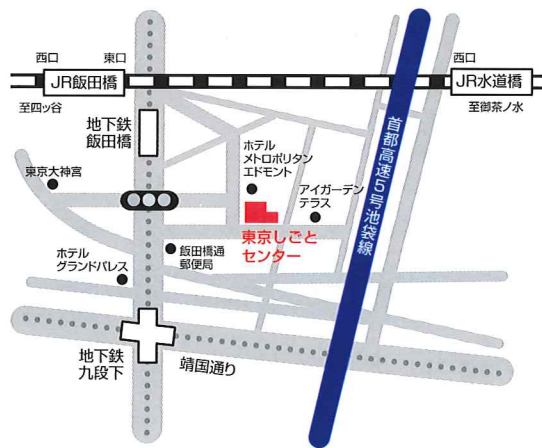 西口
東口
西口
JR飯田橋
JR水道橋
至四ッ谷
至御茶ノ水
地下鉄
飯田橋
首都高速5号池袋線
ホテル
メトロポリタン
エドモント
東京大神宮
アイガーデン
テラス
東京しごと
センター
飯田橋通
郵便局
ホテル
グランドパレス
地下鉄
九段下
靖国通り